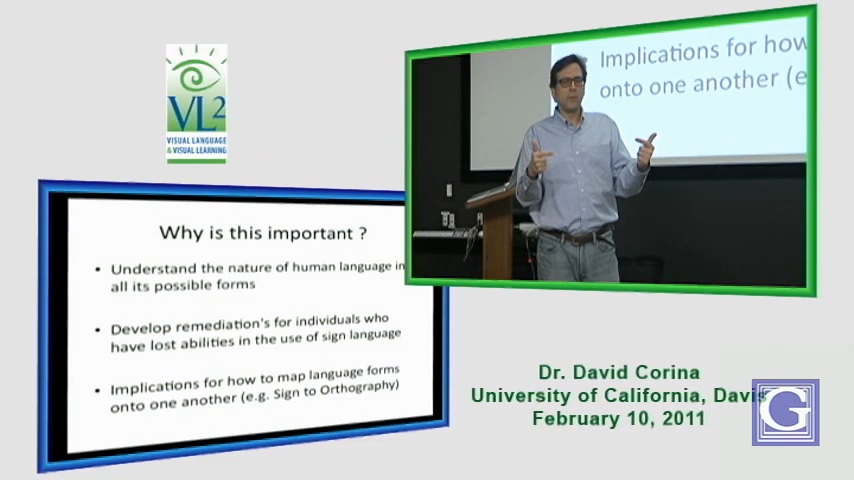 VL2
VISUAL LANGUAGE
& VISUAL LEARNING
Implications for how
onto one another (e
Why is this important ?
• Understand the nature of human language in
all its possible forms
• Develop remediation's for individuals who
have lost abilities in the use of sign language
• Implications for how to map language forms
onto one another (e.g. Sign to Orthography)
Dr. David Corina
University of California, Davis
February 10, 2011
G